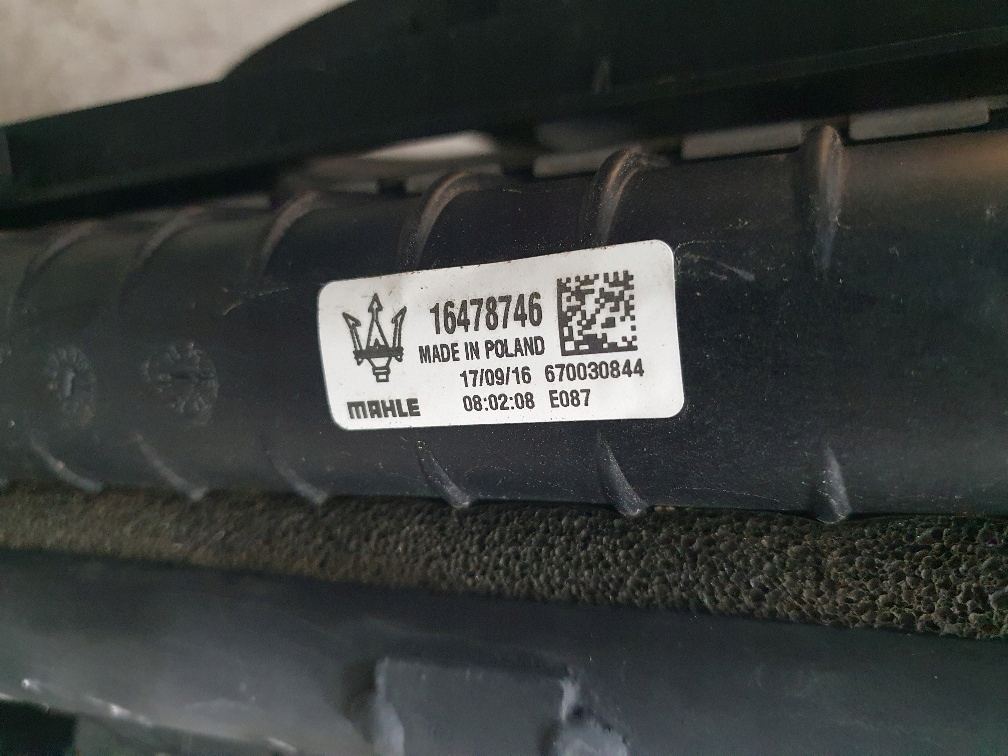 16478746
MADE IN POLAND
17/09/16 670030844
08:02:08 E087
MAHLE